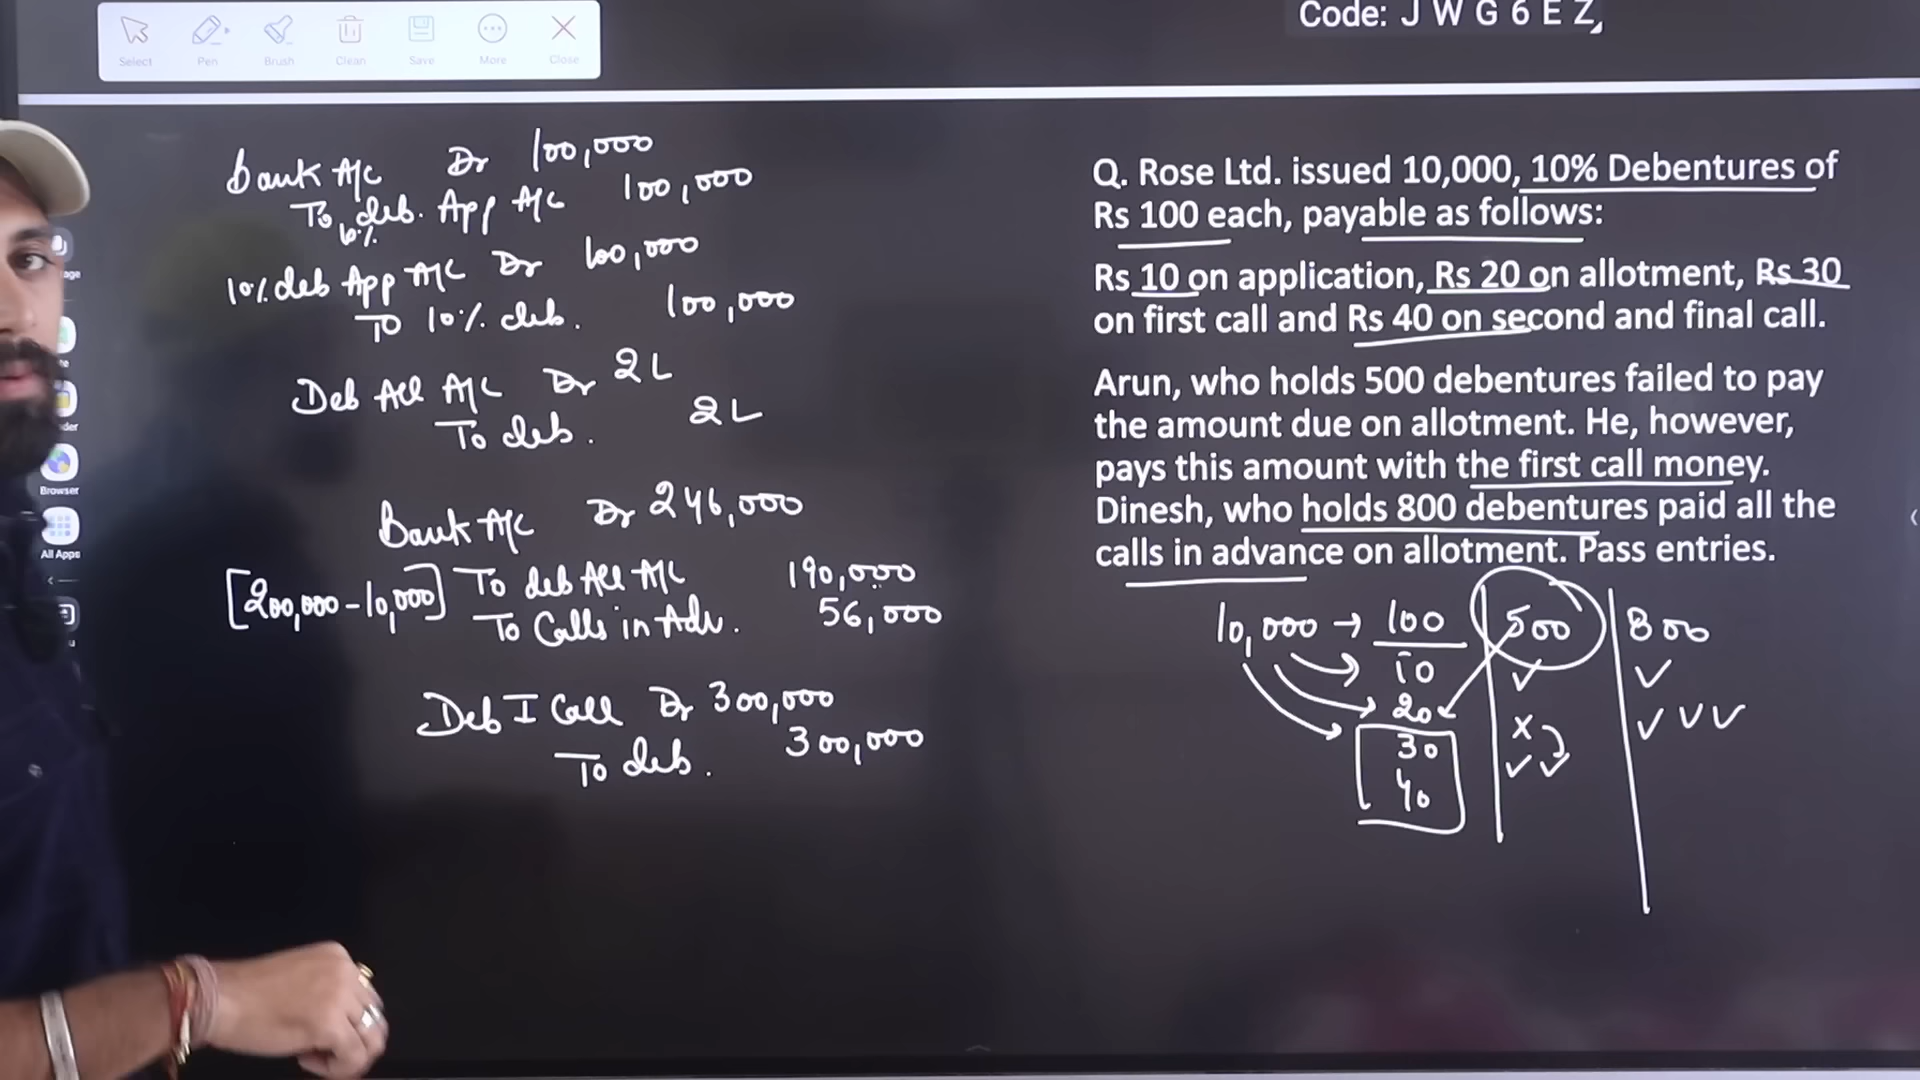 Code: J W G 6 E Z
Select Pen Brush Clean Save More Close
Bank A/C Dr 100,000
To deb. App A/C 100,000
10%
10% deb App A/C Dr 100,000
To 10% deb. 100,000
Deb All A/C Dr 2 L
To deb. 2L
Bank A/C Dr 246,000
[200,000-10,000] To deb All A/C 190,000
To Calls in Adv. 56,000
Deb I Call Dr 300,000
To deb. 300,000
Browser
All Apps
Q. Rose Ltd. issued 10,000, 10% Debentures of
Rs 100 each, payable as follows:
Rs 10 on application, Rs 20 on allotment, Rs 30
on first call and Rs 40 on second and final call.
Arun, who holds 500 debentures failed to pay
the amount due on allotment. He, however,
pays this amount with the first call money.
Dinesh, who holds 800 debentures paid all the
calls in advance on allotment. Pass entries.
10,000 → 100 500 800
10
20
30
40